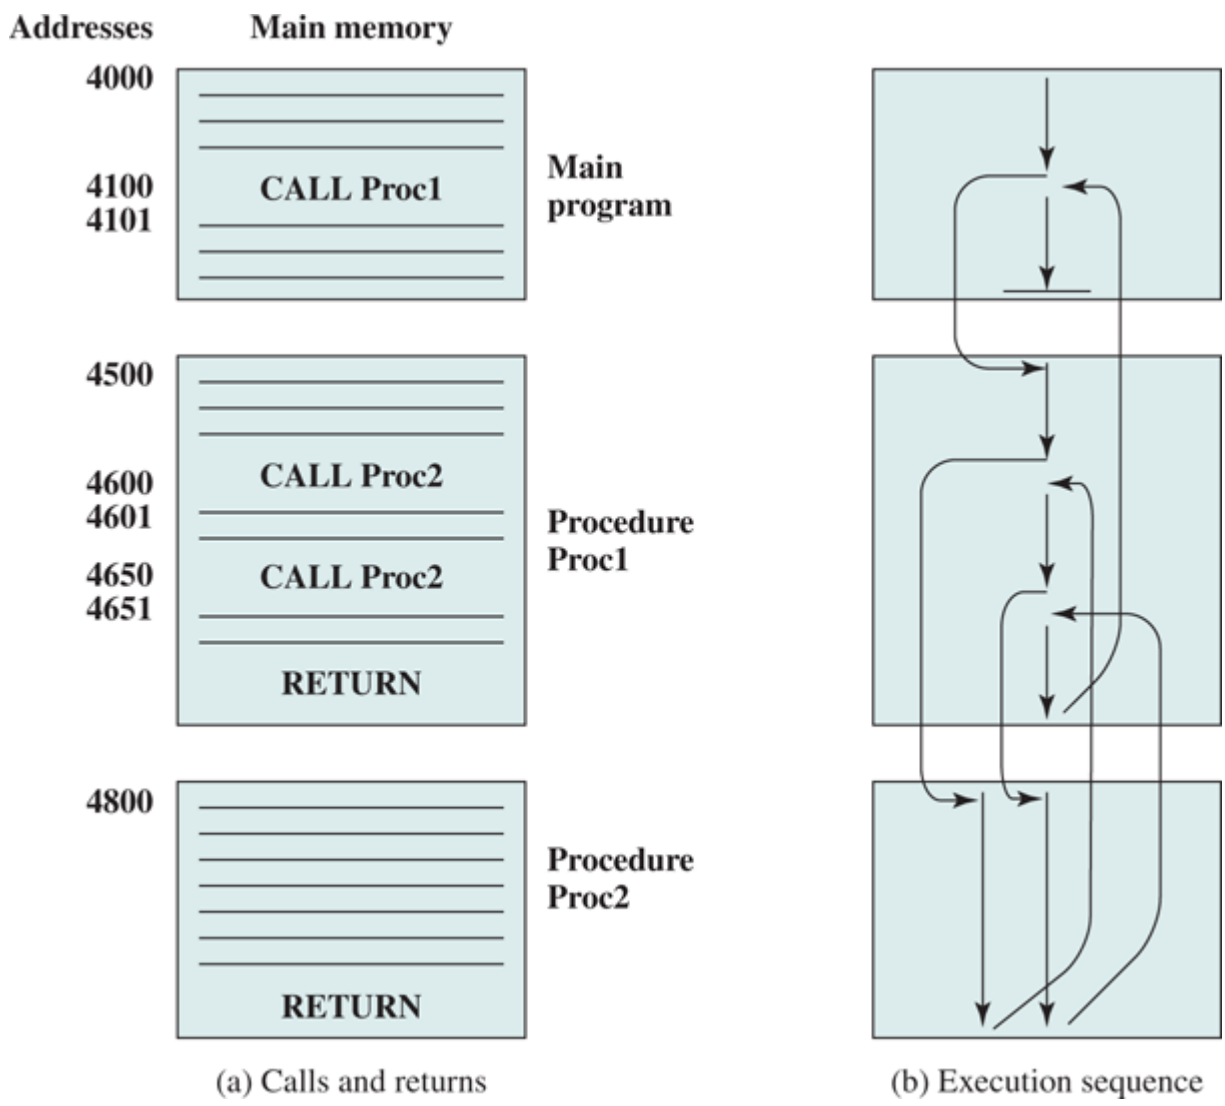 Addresses Main memory
4000
4100 CALL Proc1
4101
Main
program
4500
CALL Proc2
4600
4601
CALL Proc2
4650
4651
RETURN
Procedure
Proc1
4800
RETURN
Procedure
Proc2
(a) Calls and returns
(b) Execution sequence